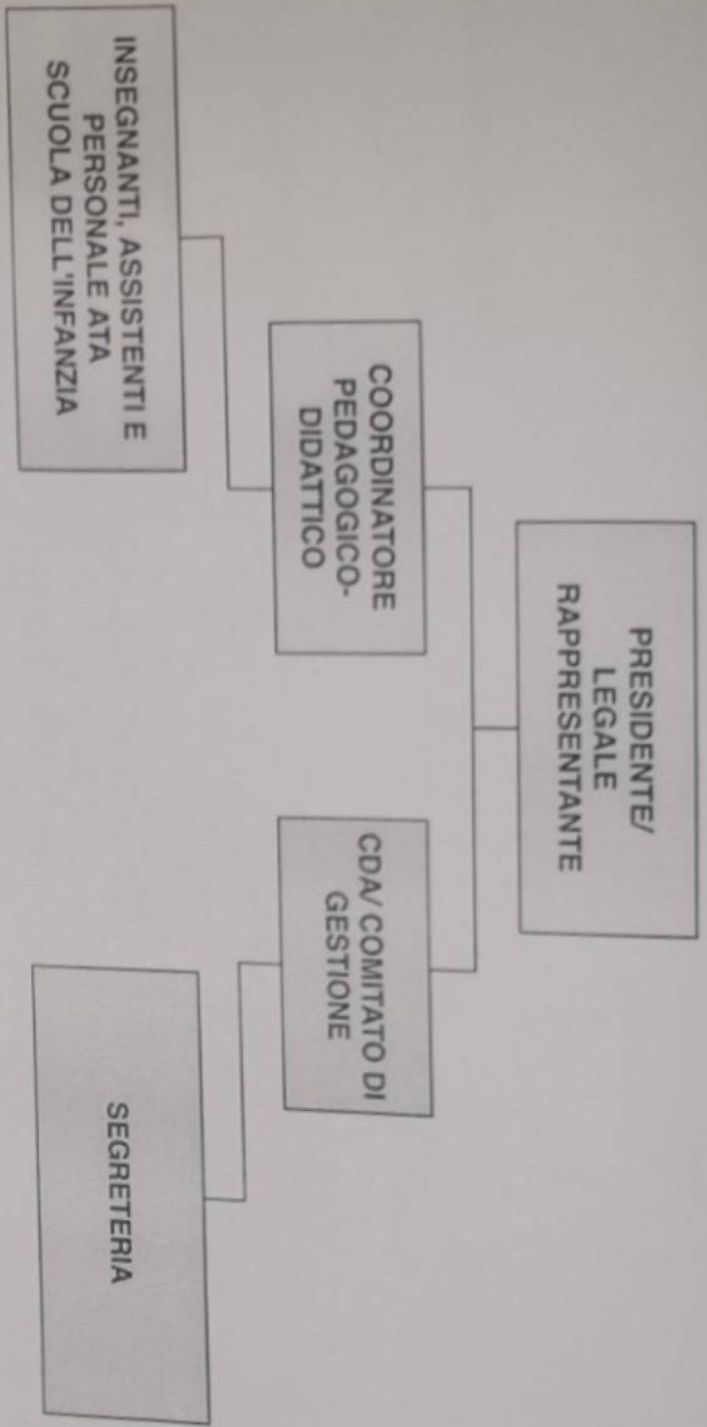 PRESIDENTE/
LEGALE
RAPPRESENTANTE
COORDINATORE
PEDAGOGICO-
DIDATTICO
CDA/ COMITATO DI
GESTIONE
INSEGNANTI, ASSISTENTI E
PERSONALE ATA
SCUOLA DELL'INFANZIA
SEGRETERIA